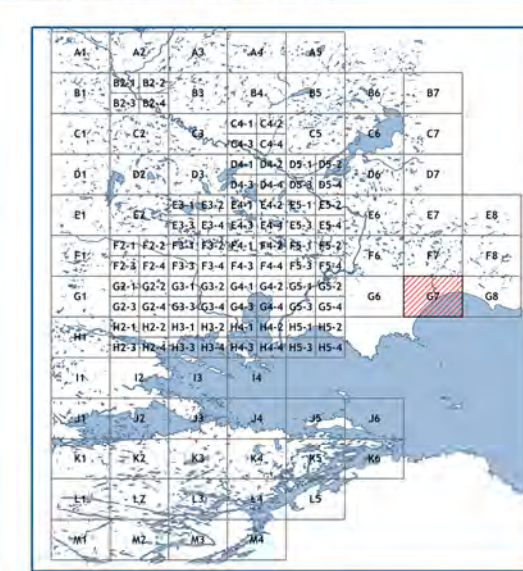 A1 A2 A3 A4 A5
B1 B2-1 B2-2 B3 B4 B5 B6 B7
B2-3 B2-4
C1 C2 C3 C4-1 C4-2 C5 C6 C7
C4-3 C4-4
D1 D2 D3 D4-1 D4-2 D5-1 D5-2 D6 D7
D4-3 D4-4 D5-3 D5-4
E1 E2 E3-1 E3-2 E4-1 E4-2 E5-1 E5-2 E6 E7 E8
E3-3 E3-4 E4-3 E4-4 E5-3 E5-4
F1 F2-1 F2-2 F3-1 F3-2 F4-1 F4-2 F5-1 F5-2 F6 F7 F8
F2-3 F2-4 F3-3 F3-4 F4-3 F4-4 F5-3 F5-4
G1 G2-1 G2-2 G3-1 G3-2 G4-1 G4-2 G5-1 G5-2 G6 G7 G8
G2-3 G2-4 G3-3 G3-4 G4-3 G4-4 G5-3 G5-4
H1 H2-1 H2-2 H3-1 H3-2 H4-1 H4-2 H5-1 H5-2
H2-3 H2-4 H3-3 H3-4 H4-3 H4-4 H5-3 H5-4
I1 I2 I3 I4
J1 J2 J3 J4 J5 J6
K1 K2 K3 K4 K5 K6
L1 L2 L3 L4 L5
M1 M2 M3 M4